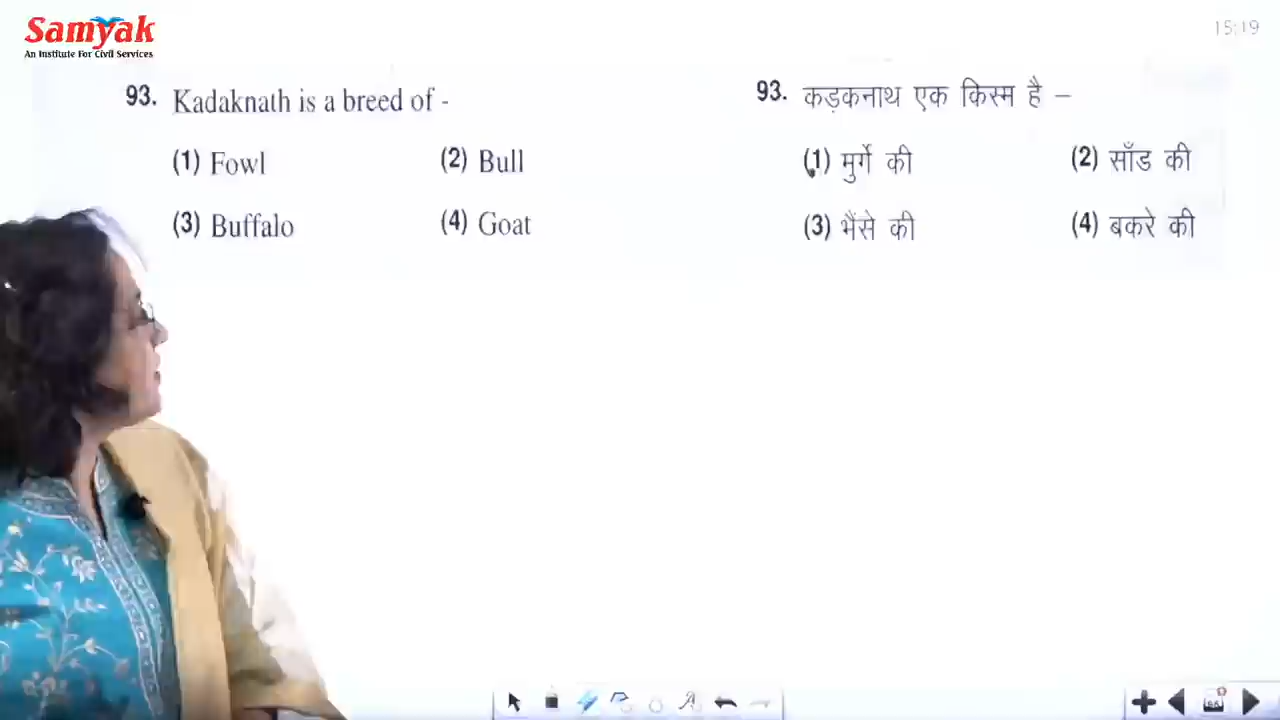 Samyak
An Institute For Civil Services
15:19
93. Kadaknath is a breed of -
(1) Fowl
(2) Bull
(3) Buffalo
(4) Goat
93. कड़कनाथ एक किस्म है –
(1) मुर्गे की
(2) साँड की
(3) भैंसे की
(4) बकरे की